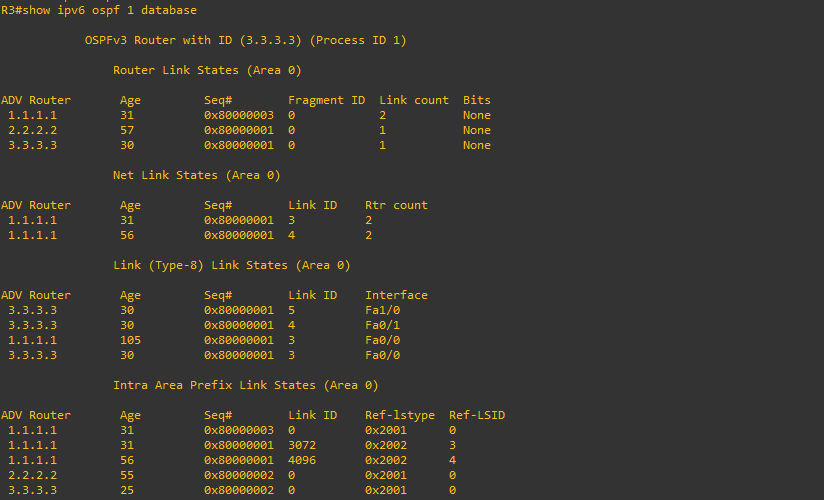 R3#show ipv6 ospf 1 database
OSPFv3 Router with ID (3.3.3.3) (Process ID 1)
Router Link States (Area 0)
ADV Router Age Seq# Fragment ID Link count Bits
1.1.1.1 31 0x80000003 0 2 None
2.2.2.2 57 0x80000001 0 1 None
3.3.3.3 30 0x80000001 0 1 None
Net Link States (Area 0)
ADV Router Age Seq# Link ID Rtr count
1.1.1.1 31 0x80000001 3 2
1.1.1.1 56 0x80000001 4 2
Link (Type-8) Link States (Area 0)
ADV Router Age Seq# Link ID Interface
3.3.3.3 30 0x80000001 5 Fa1/0
3.3.3.3 30 0x80000001 4 Fa0/1
1.1.1.1 105 0x80000001 3 Fa0/0
3.3.3.3 30 0x80000001 3 Fa0/0
Intra Area Prefix Link States (Area 0)
ADV Router Age Seq# Link ID Ref-lstype Ref-LSID
1.1.1.1 31 0x80000003 0 0x2001 0
1.1.1.1 31 0x80000001 3072 0x2002 3
1.1.1.1 56 0x80000001 4096 0x2002 4
2.2.2.2 55 0x80000002 0 0x2001 0
3.3.3.3 25 0x80000002 0 0x2001 0